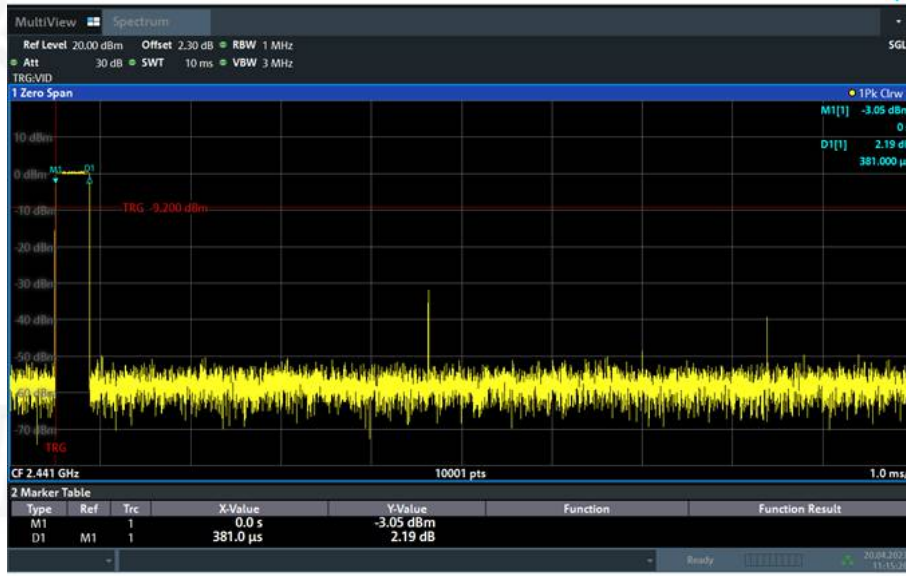 MultiView Spectrum
Ref Level 20.00 dBm Offset 2.30 dB RBW 1 MHz SGL
Att 30 dB SWT 10 ms VBW 3 MHz
TRG:VID
1 Zero Span 1Pk Clrw
M1[1] -3.05 dBm
0
D1[1] 2.19 d
381.000 µ
10 dBm
M1 D1
0 dBm
-10 dBm
TRG -9.200 dBm
-20 dBm
-30 dBm
-40 dBm
-50 dBm
-60 dBm
-70 dBm
TRG
CF 2.441 GHz 10001 pts 1.0 ms/
2 Marker Table
Type Ref Trc X-Value Y-Value Function Function Result
M1 1 0.0 s -3.05 dBm
D1 M1 1 381.0 µs 2.19 dB
Ready